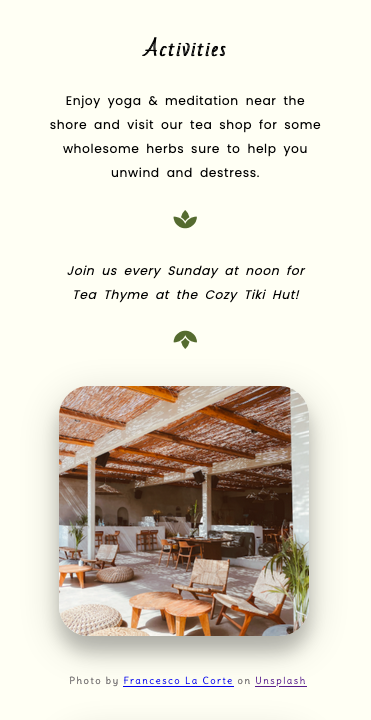 Activities
Enjoy yoga & meditation near the
shore and visit our tea shop for some
wholesome herbs sure to help you
unwind and destress.
Join us every Sunday at noon for
Tea Thyme at the Cozy Tiki Hut!
Photo by Francesco La Corte on Unsplash